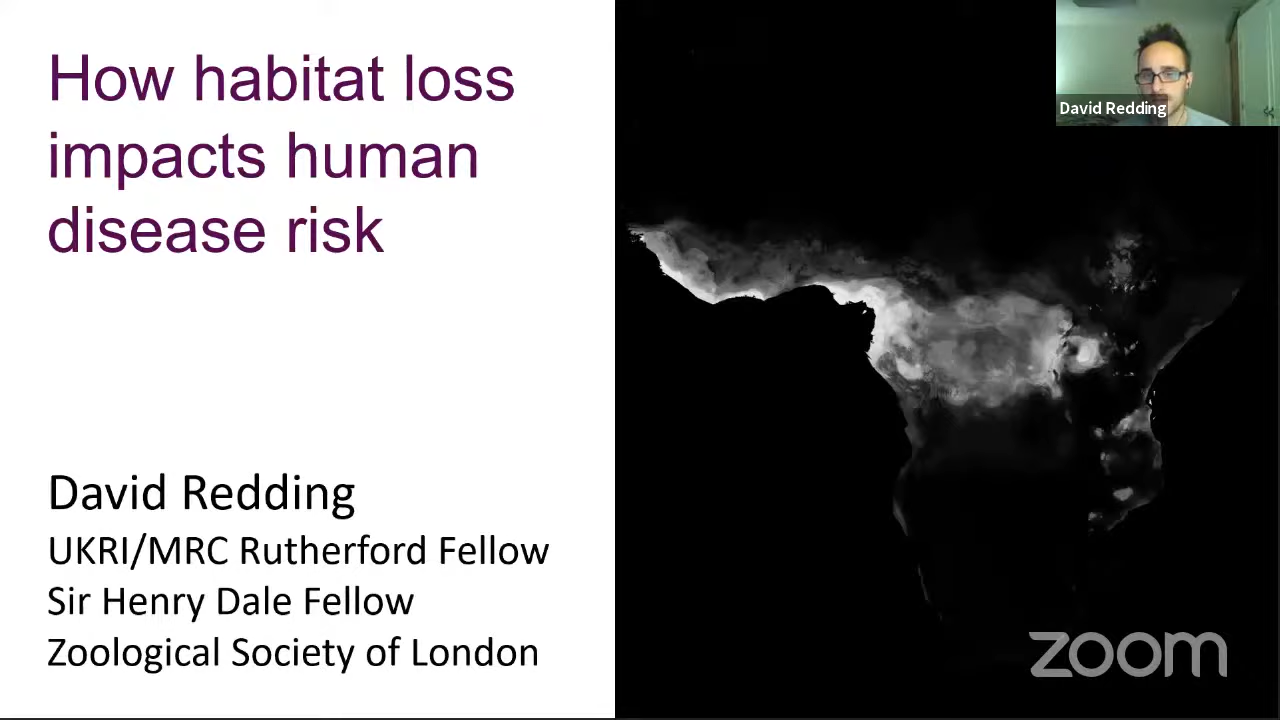 How habitat loss
impacts human
disease risk
David Redding
UKRI/MRC Rutherford Fellow
Sir Henry Dale Fellow
Zoological Society of London
David Redding
zoom